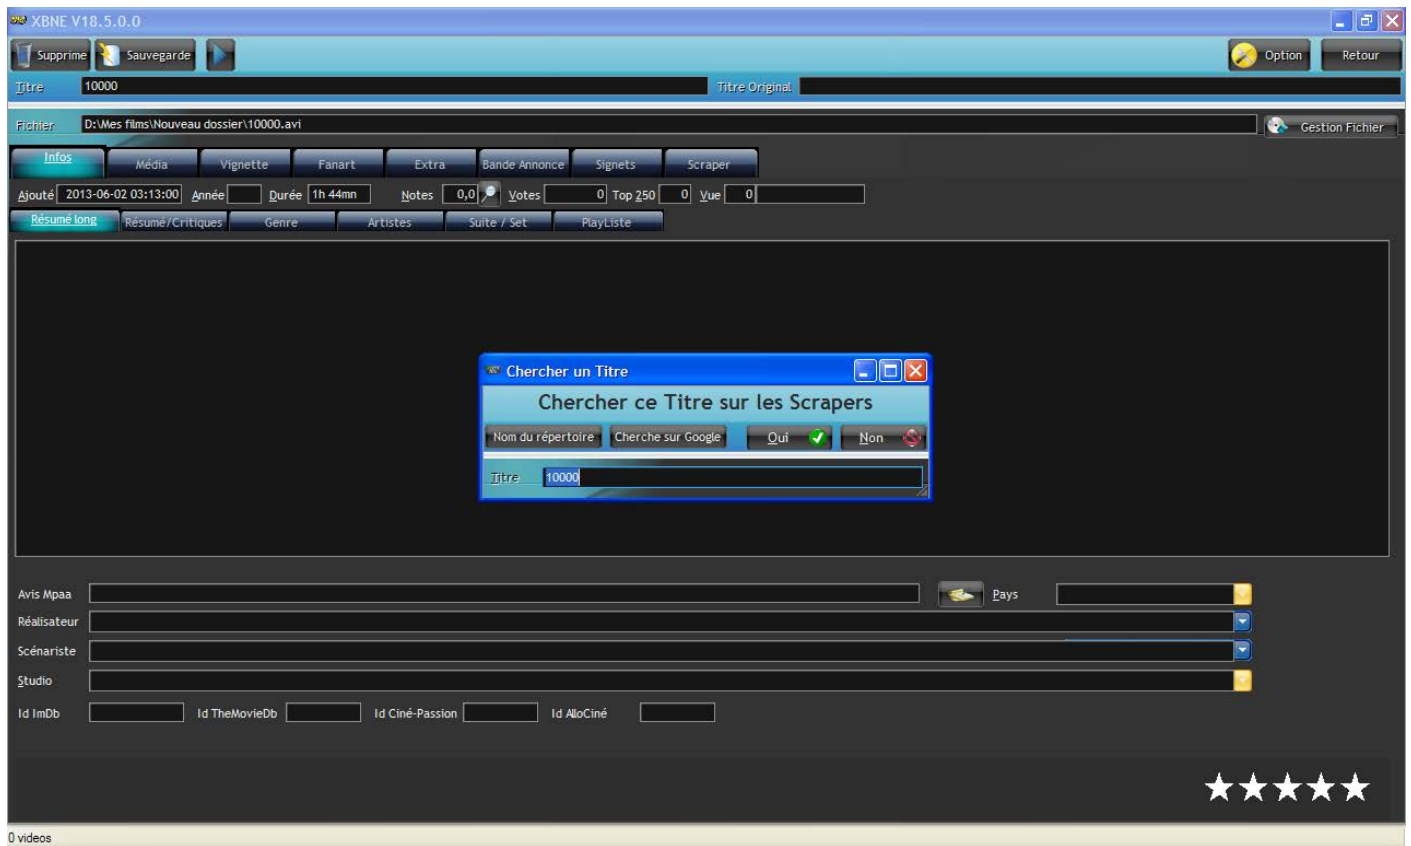 XBNE V18.5.0.0
Supprime Sauvegarde Option Retour
Titre 10000 Titre Original
Fichier D:\Mes films\Nouveau dossier\10000.avi Gestion Fichier
Infos Média Vignette Fanart Extra Bande Annonce Signets Scraper
Ajouté 2013-06-02 03:13:00 Année Durée 1h 44mn Notes 0,0 Votes 0 Top 250 0 Vue 0
Résumé long Résumé/Critiques Genre Artistes Suite / Set PlayListe
Chercher un Titre
Chercher ce Titre sur les Scrapers
Nom du répertoire Cherche sur Google Oui Non
Titre 10000
Avis Mpaa Pays
Réalisateur
Scénariste
Studio
Id ImDb Id TheMovieDb Id Ciné-Passion Id AlloCiné
0 videos